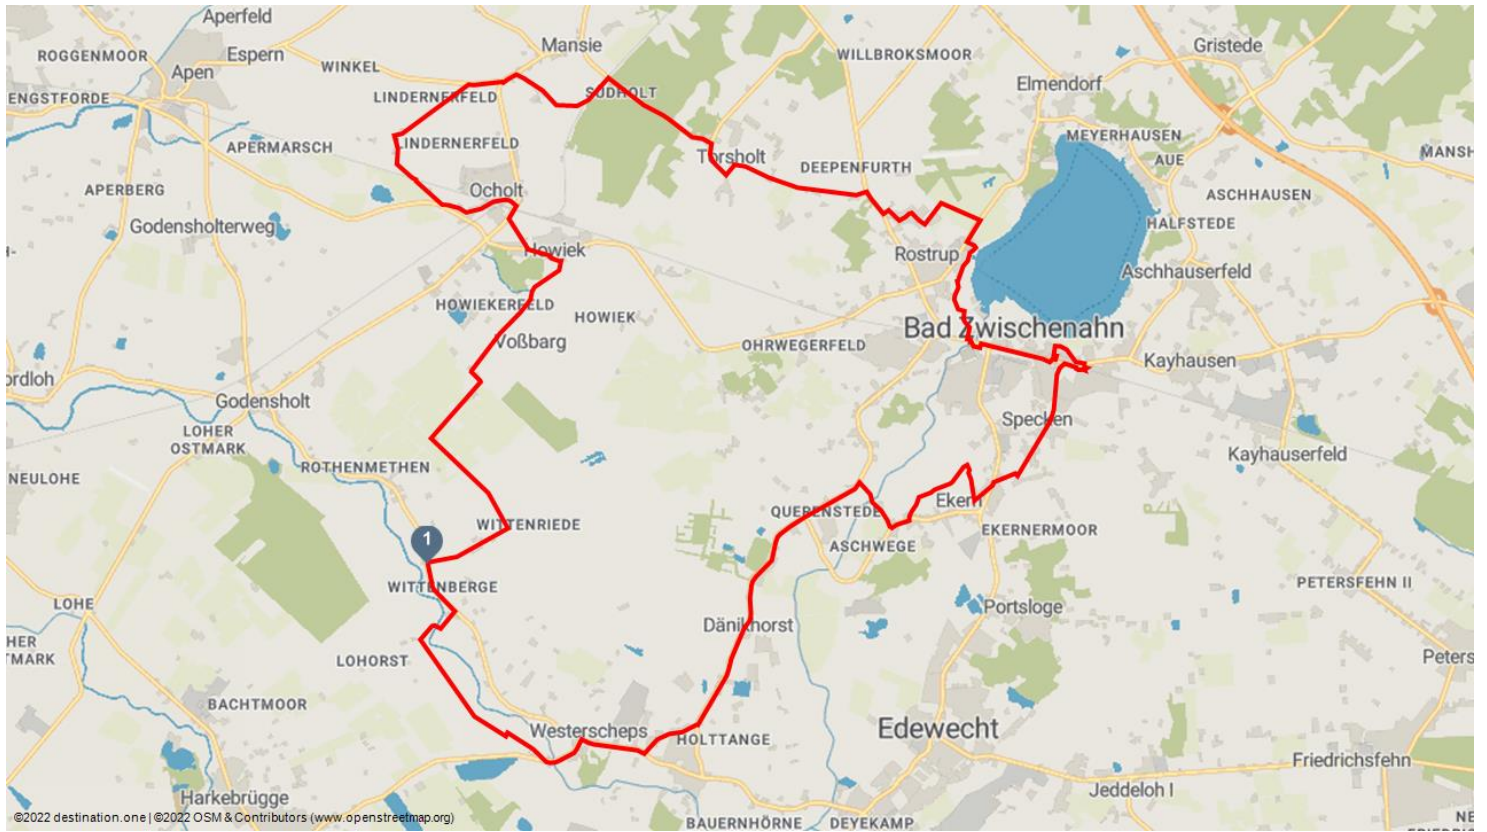 Aperfeld
ROGGENMOOR
Espern
Mansie
WILLBROKSMOOR
Gristede
WINKEL
Apen
Elmendorf
ENGSTFORDE
LINDERNERFELD
SÜDHOLT
MEYERHAUSEN
APERMARSCH
LINDERNERFELD
Torsholt
DEEPENFURTH
AUE
MANSH
APERBERG
Ocholt
ASCHHAUSEN
Godensholterweg
HALFSTEDE
H-
Howiek
Rostrup
Aschhauserfeld
HOWIEKERFELD
HOWIEK
Bad Zwischenahn
Voßbarg
OHRWEGERFELD
Kayhausen
ordloh
Godensholt
Specken
LOHER
OSTMARK
Kayhauserfeld
ROTHENMETHEN
NEULOHE
Ekern
QUERENSTEDE
WITTENRIEDE
EKERNERMOOR
1
ASCHWEGE
WITTENBERGE
PETERSFEHN II
LOHE
Portsloge
Dänikhorst
HER
TMARK
LOHORST
Peters
BACHTMOOR
Westerscheps
Edewecht
HOLTTANGE
Friedrichsfehn
Jeddeloh I
Harkebrügge
©2022 destination.one | ©2022 OSM & Contributors (www.openstreetmap.org)
BAUERNHÖRNE
DEYEKAMP
NE